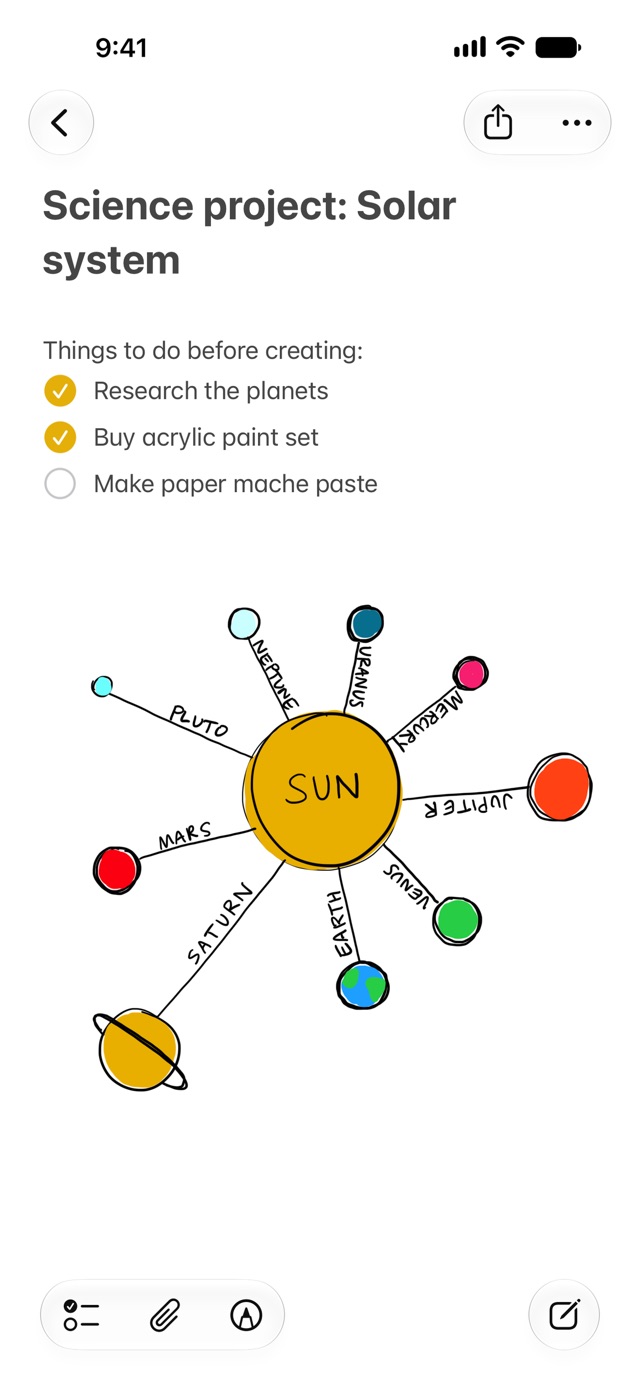 9:41
Science project: Solar
system
Things to do before creating:
Research the planets
Buy acrylic paint set
Make paper mache paste
NEPTUNE
URANUS
MERCURY
PLUTO
SUN
JUPITER
MARS
VENUS
SATURN
EARTH